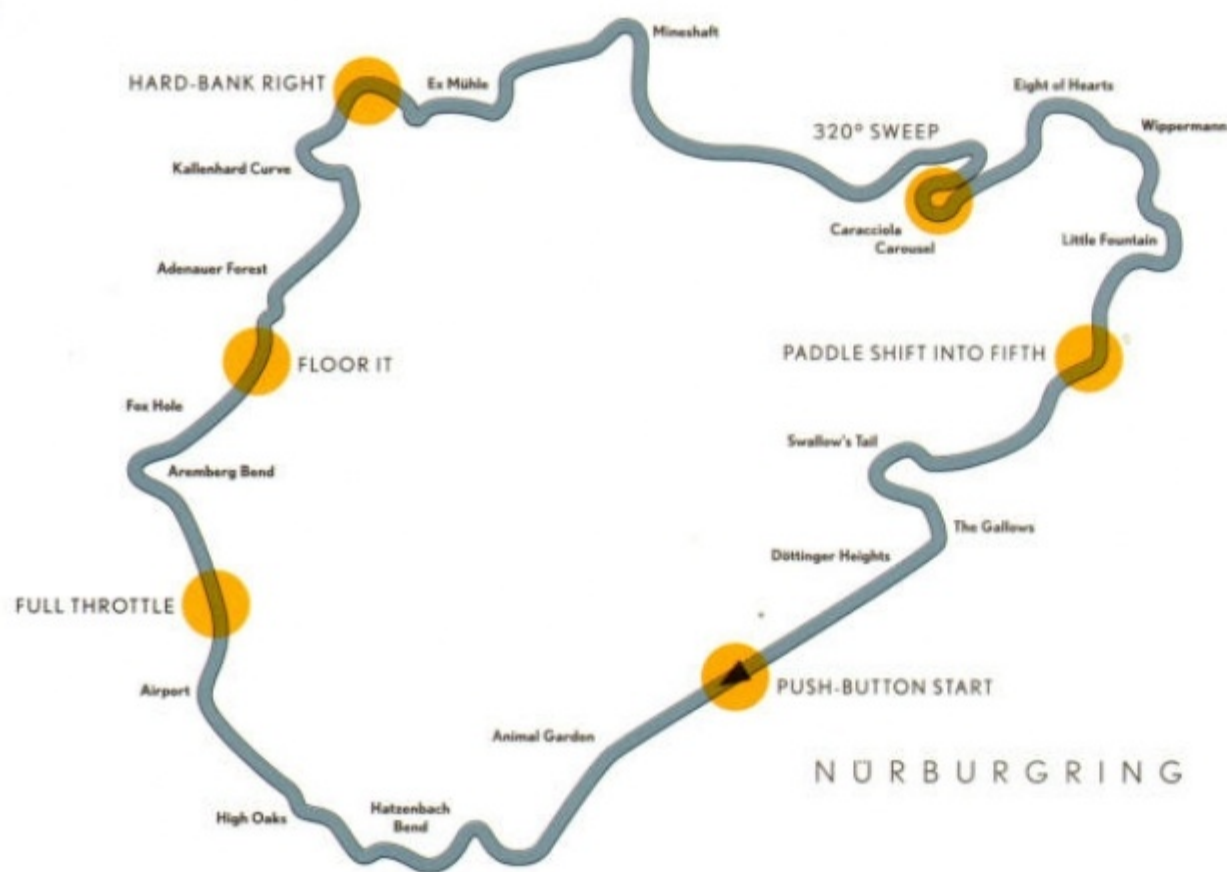 Mineshaft
HARD-BANK RIGHT
Ex Mühle
Eight of Hearts
320° SWEEP
Wippermann
Kallenhard Curve
Caracciola
Carousel
Little Fountain
Adenauer Forest
PADDLE SHIFT INTO FIFTH
FLOOR IT
Fox Hole
Swallow's Tail
Aremberg Bend
The Gallows
Döttinger Heights
FULL THROTTLE
Airport
PUSH-BUTTON START
Animal Garden
NÜRBURGRING
High Oaks
Hatzenbach
Bend